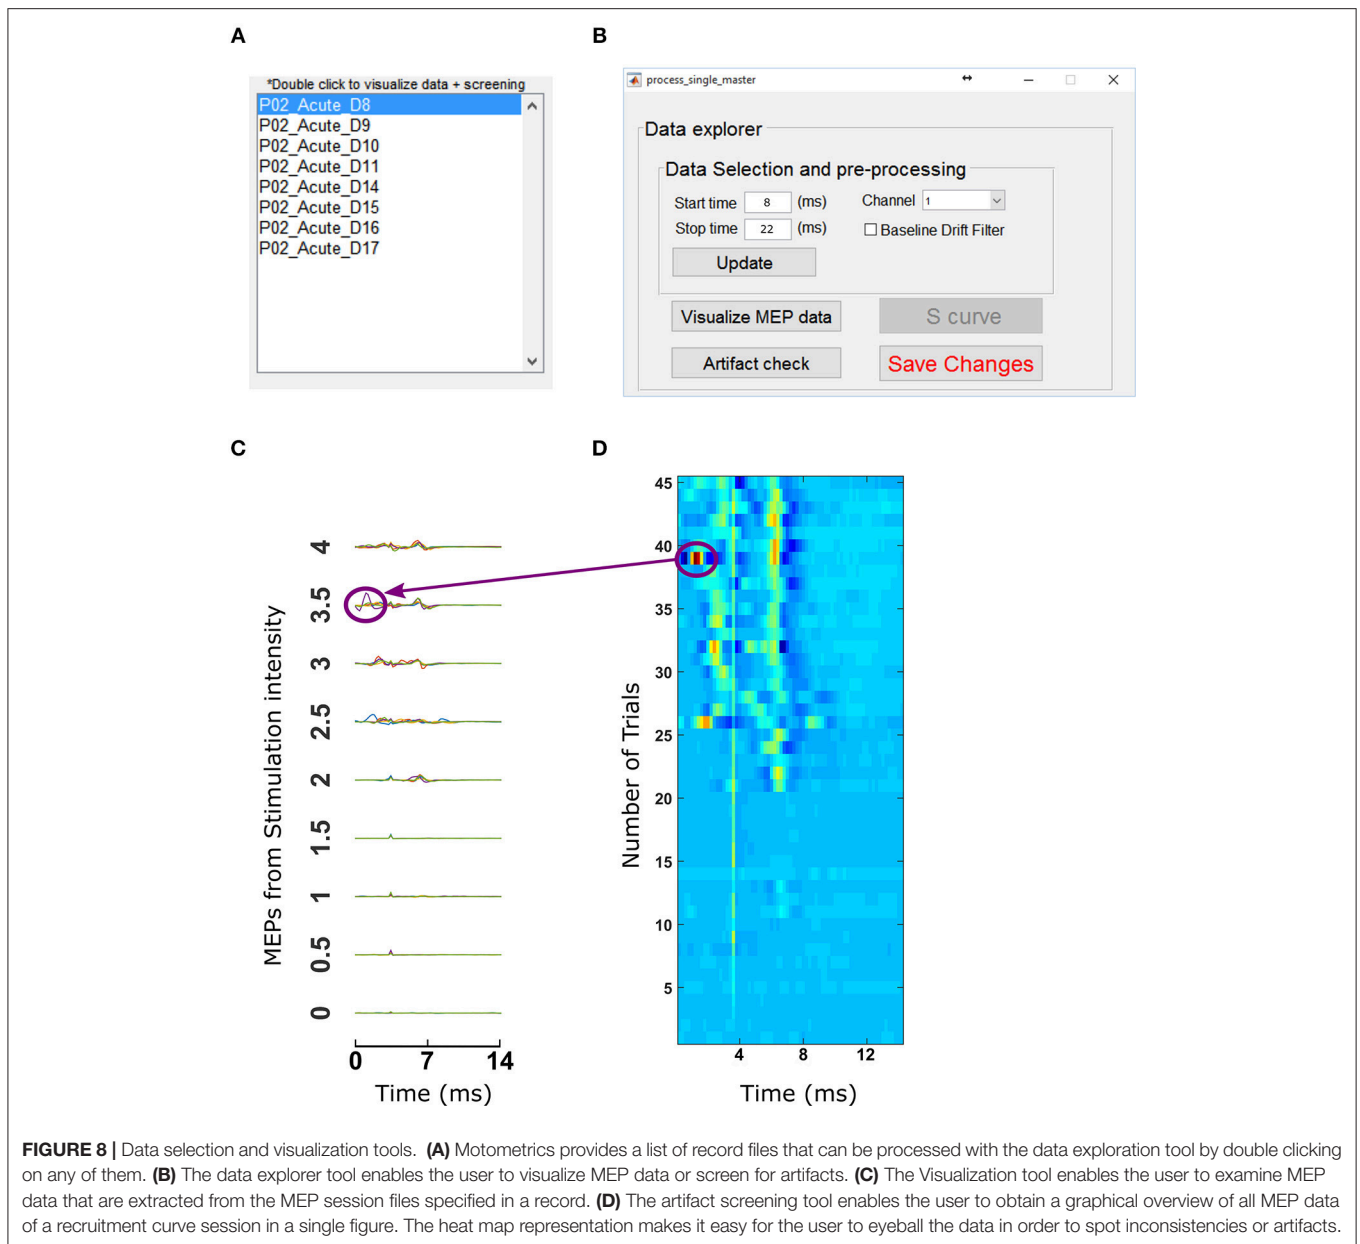 A
*Double click to visualize data + screening
P02_Acute_D8
P02_Acute_D9
P02_Acute_D10
P02_Acute_D11
P02_Acute_D14
P02_Acute_D15
P02_Acute_D16
P02_Acute_D17
B
process_single_master
Data explorer
Data Selection and pre-processing
Start time 8 (ms) Channel 1
Stop time 22 (ms) Baseline Drift Filter
Update
Visualize MEP data S curve
Artifact check Save Changes
C
MEPs from Stimulation intensity
4
3.5
3
2.5
2
1.5
1
0.5
0
0 7 14
Time (ms)
D
Number of Trials
45
40
35
30
25
20
15
10
5
4 8 12
Time (ms)
FIGURE 8 | Data selection and visualization tools. (A) Motometrics provides a list of record files that can be processed with the data exploration tool by double clicking
on any of them. (B) The data explorer tool enables the user to visualize MEP data or screen for artifacts. (C) The Visualization tool enables the user to examine MEP
data that are extracted from the MEP session files specified in a record. (D) The artifact screening tool enables the user to obtain a graphical overview of all MEP data
of a recruitment curve session in a single figure. The heat map representation makes it easy for the user to eyeball the data in order to spot inconsistencies or artifacts.